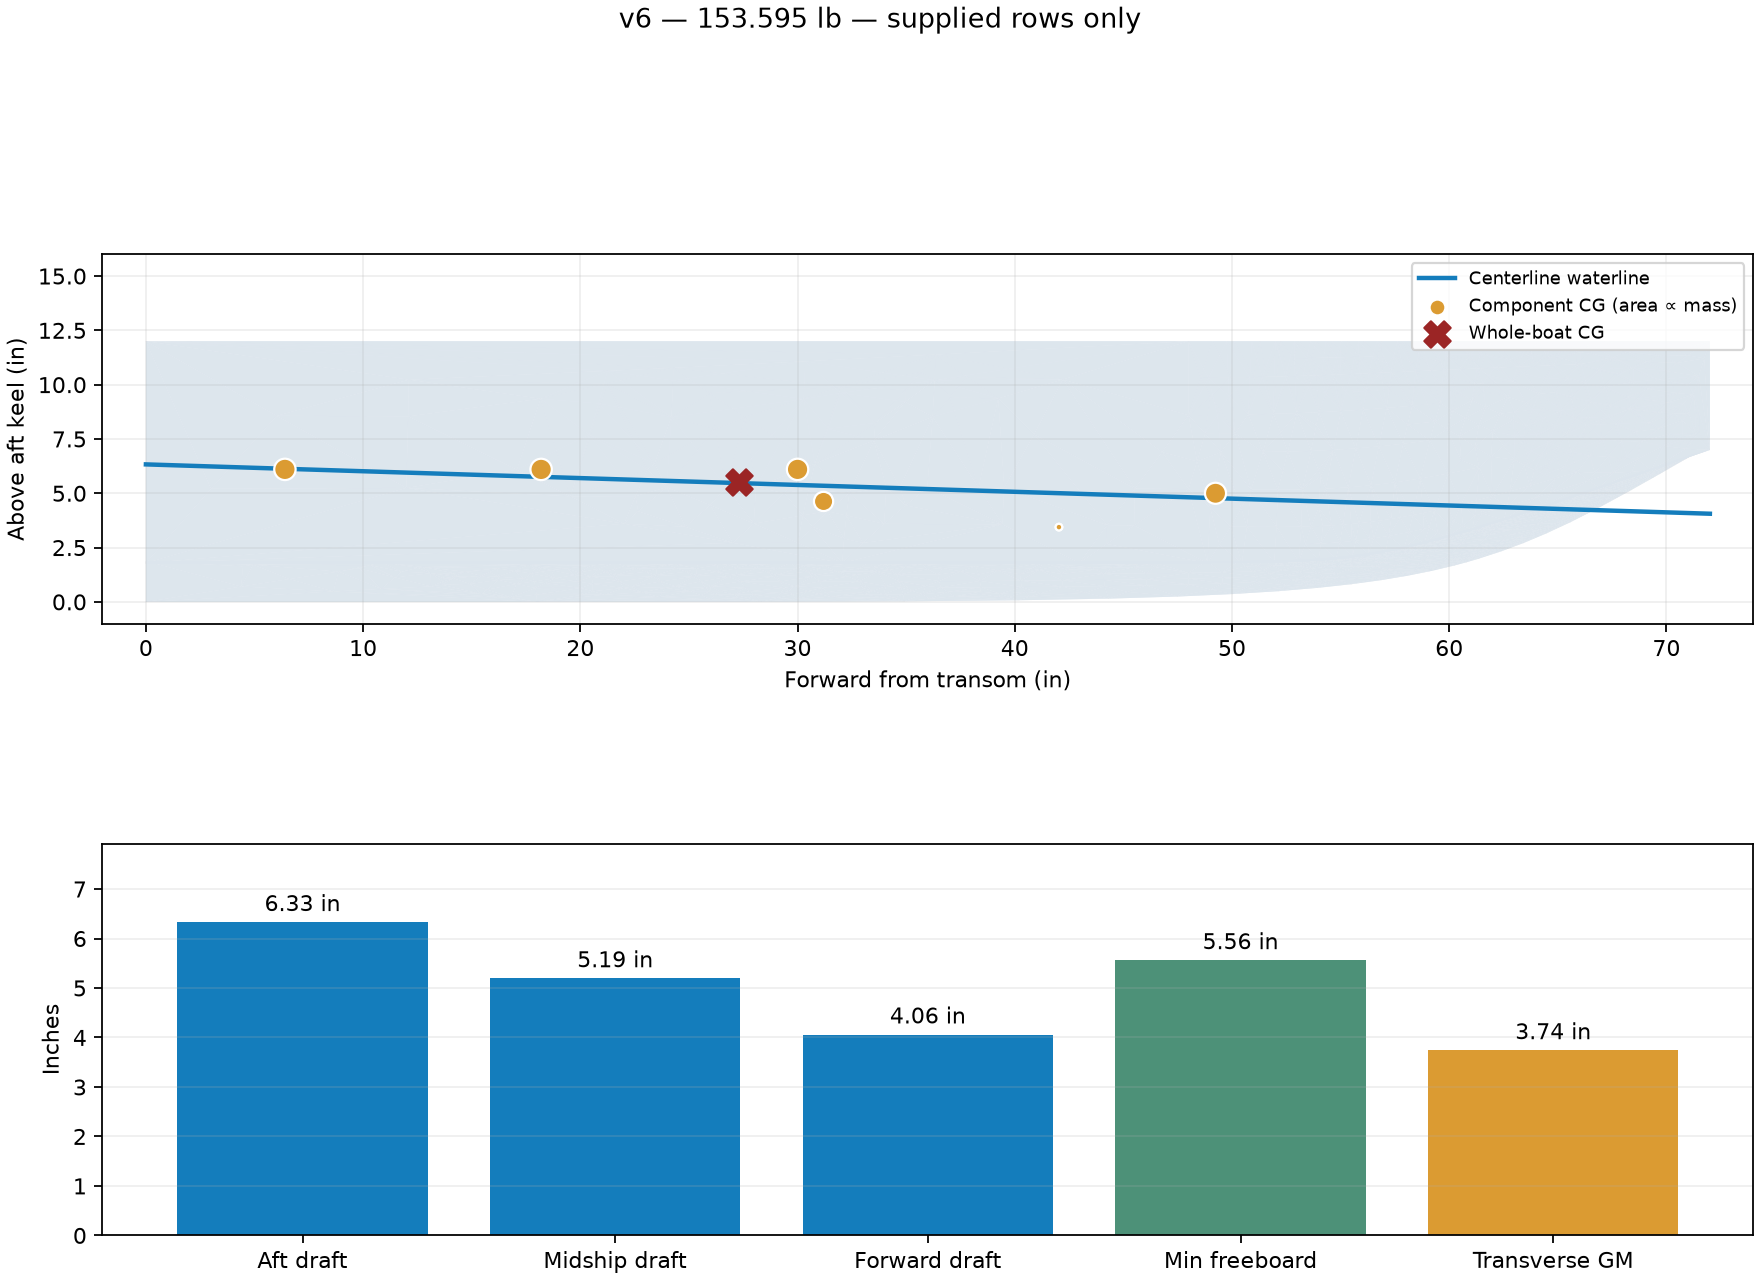 v6 — 153.595 lb — supplied rows only
Above aft keel (in)
15.0
12.5
10.0
7.5
5.0
2.5
0.0
Centerline waterline
Component CG (area ∝ mass)
Whole-boat CG
0 10 20 30 40 50 60 70
Forward from transom (in)
Inches
7
6
5
4
3
2
1
0
6.33 in
5.19 in
4.06 in
5.56 in
3.74 in
Aft draft
Midship draft
Forward draft
Min freeboard
Transverse GM